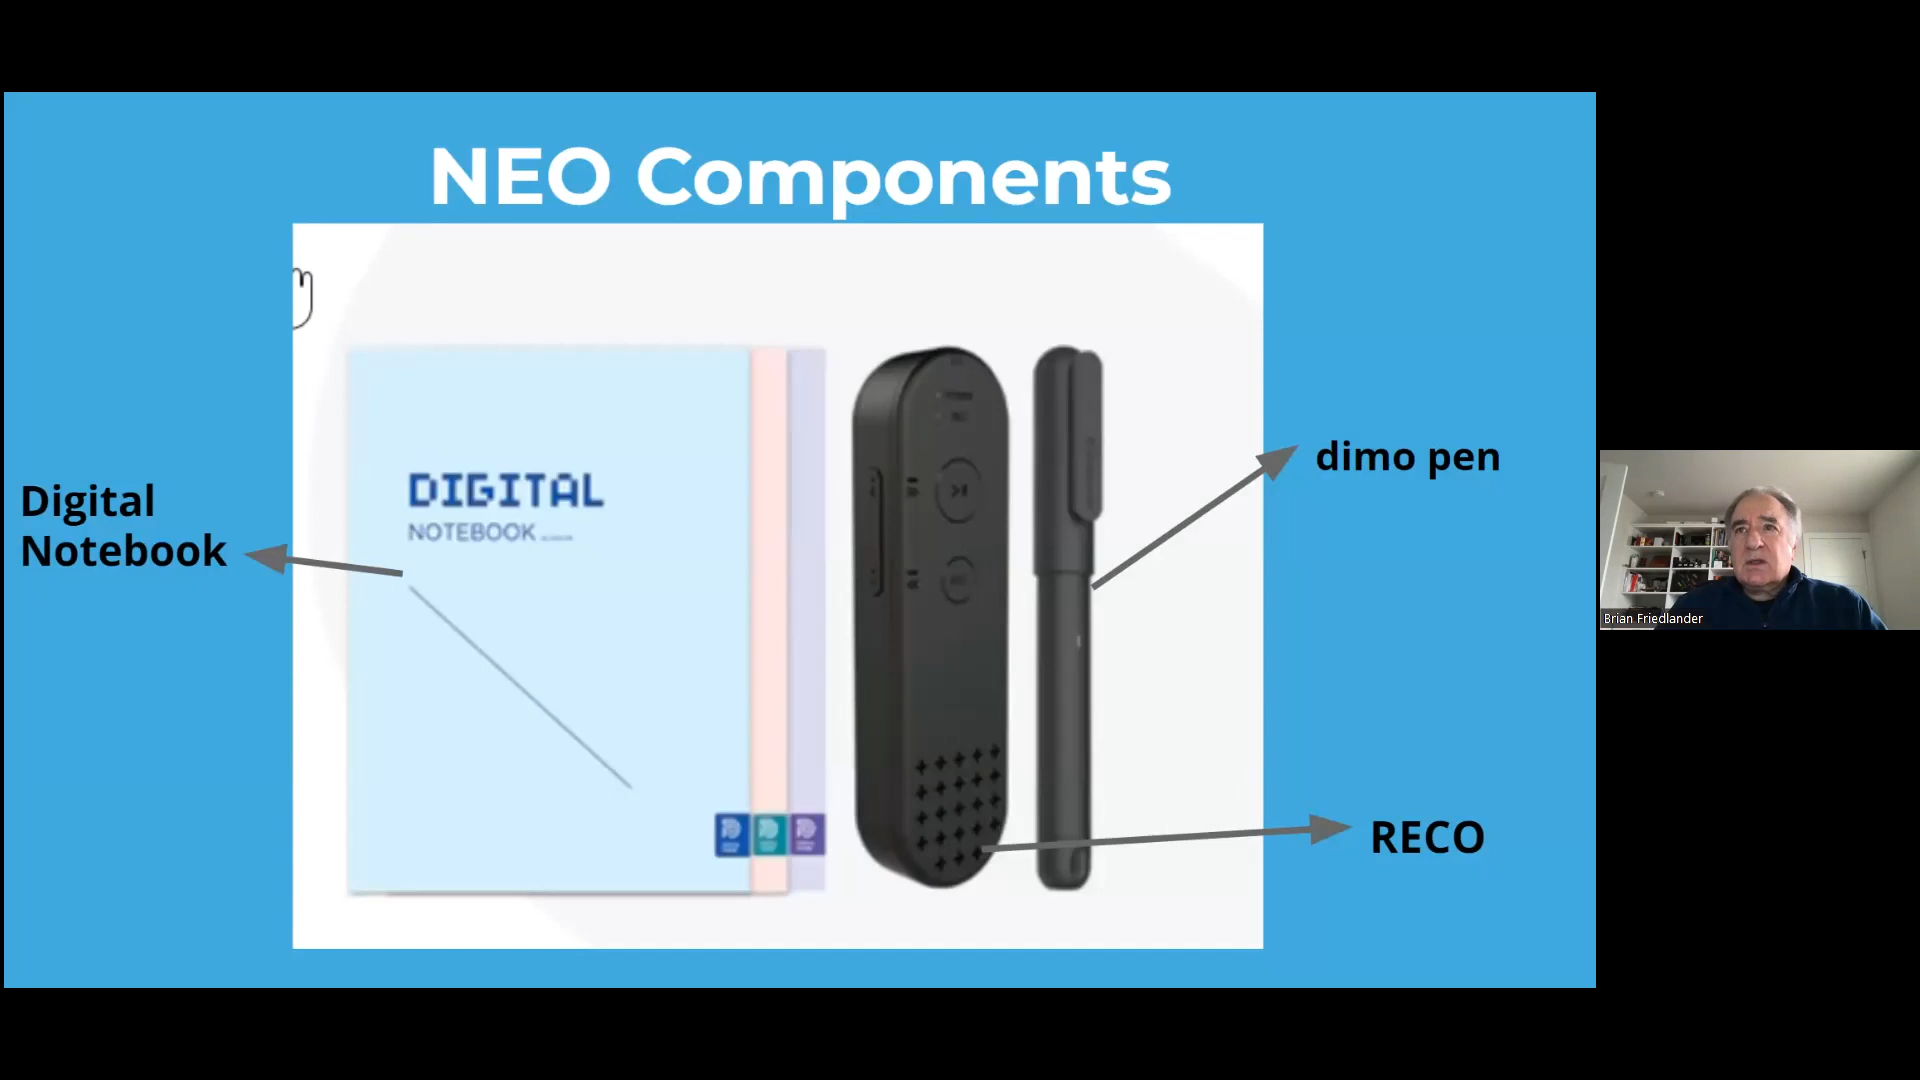 NEO Components
Digital
Notebook
DIGITAL
NOTEBOOK
dimo pen
RECO
Brian Friedlander